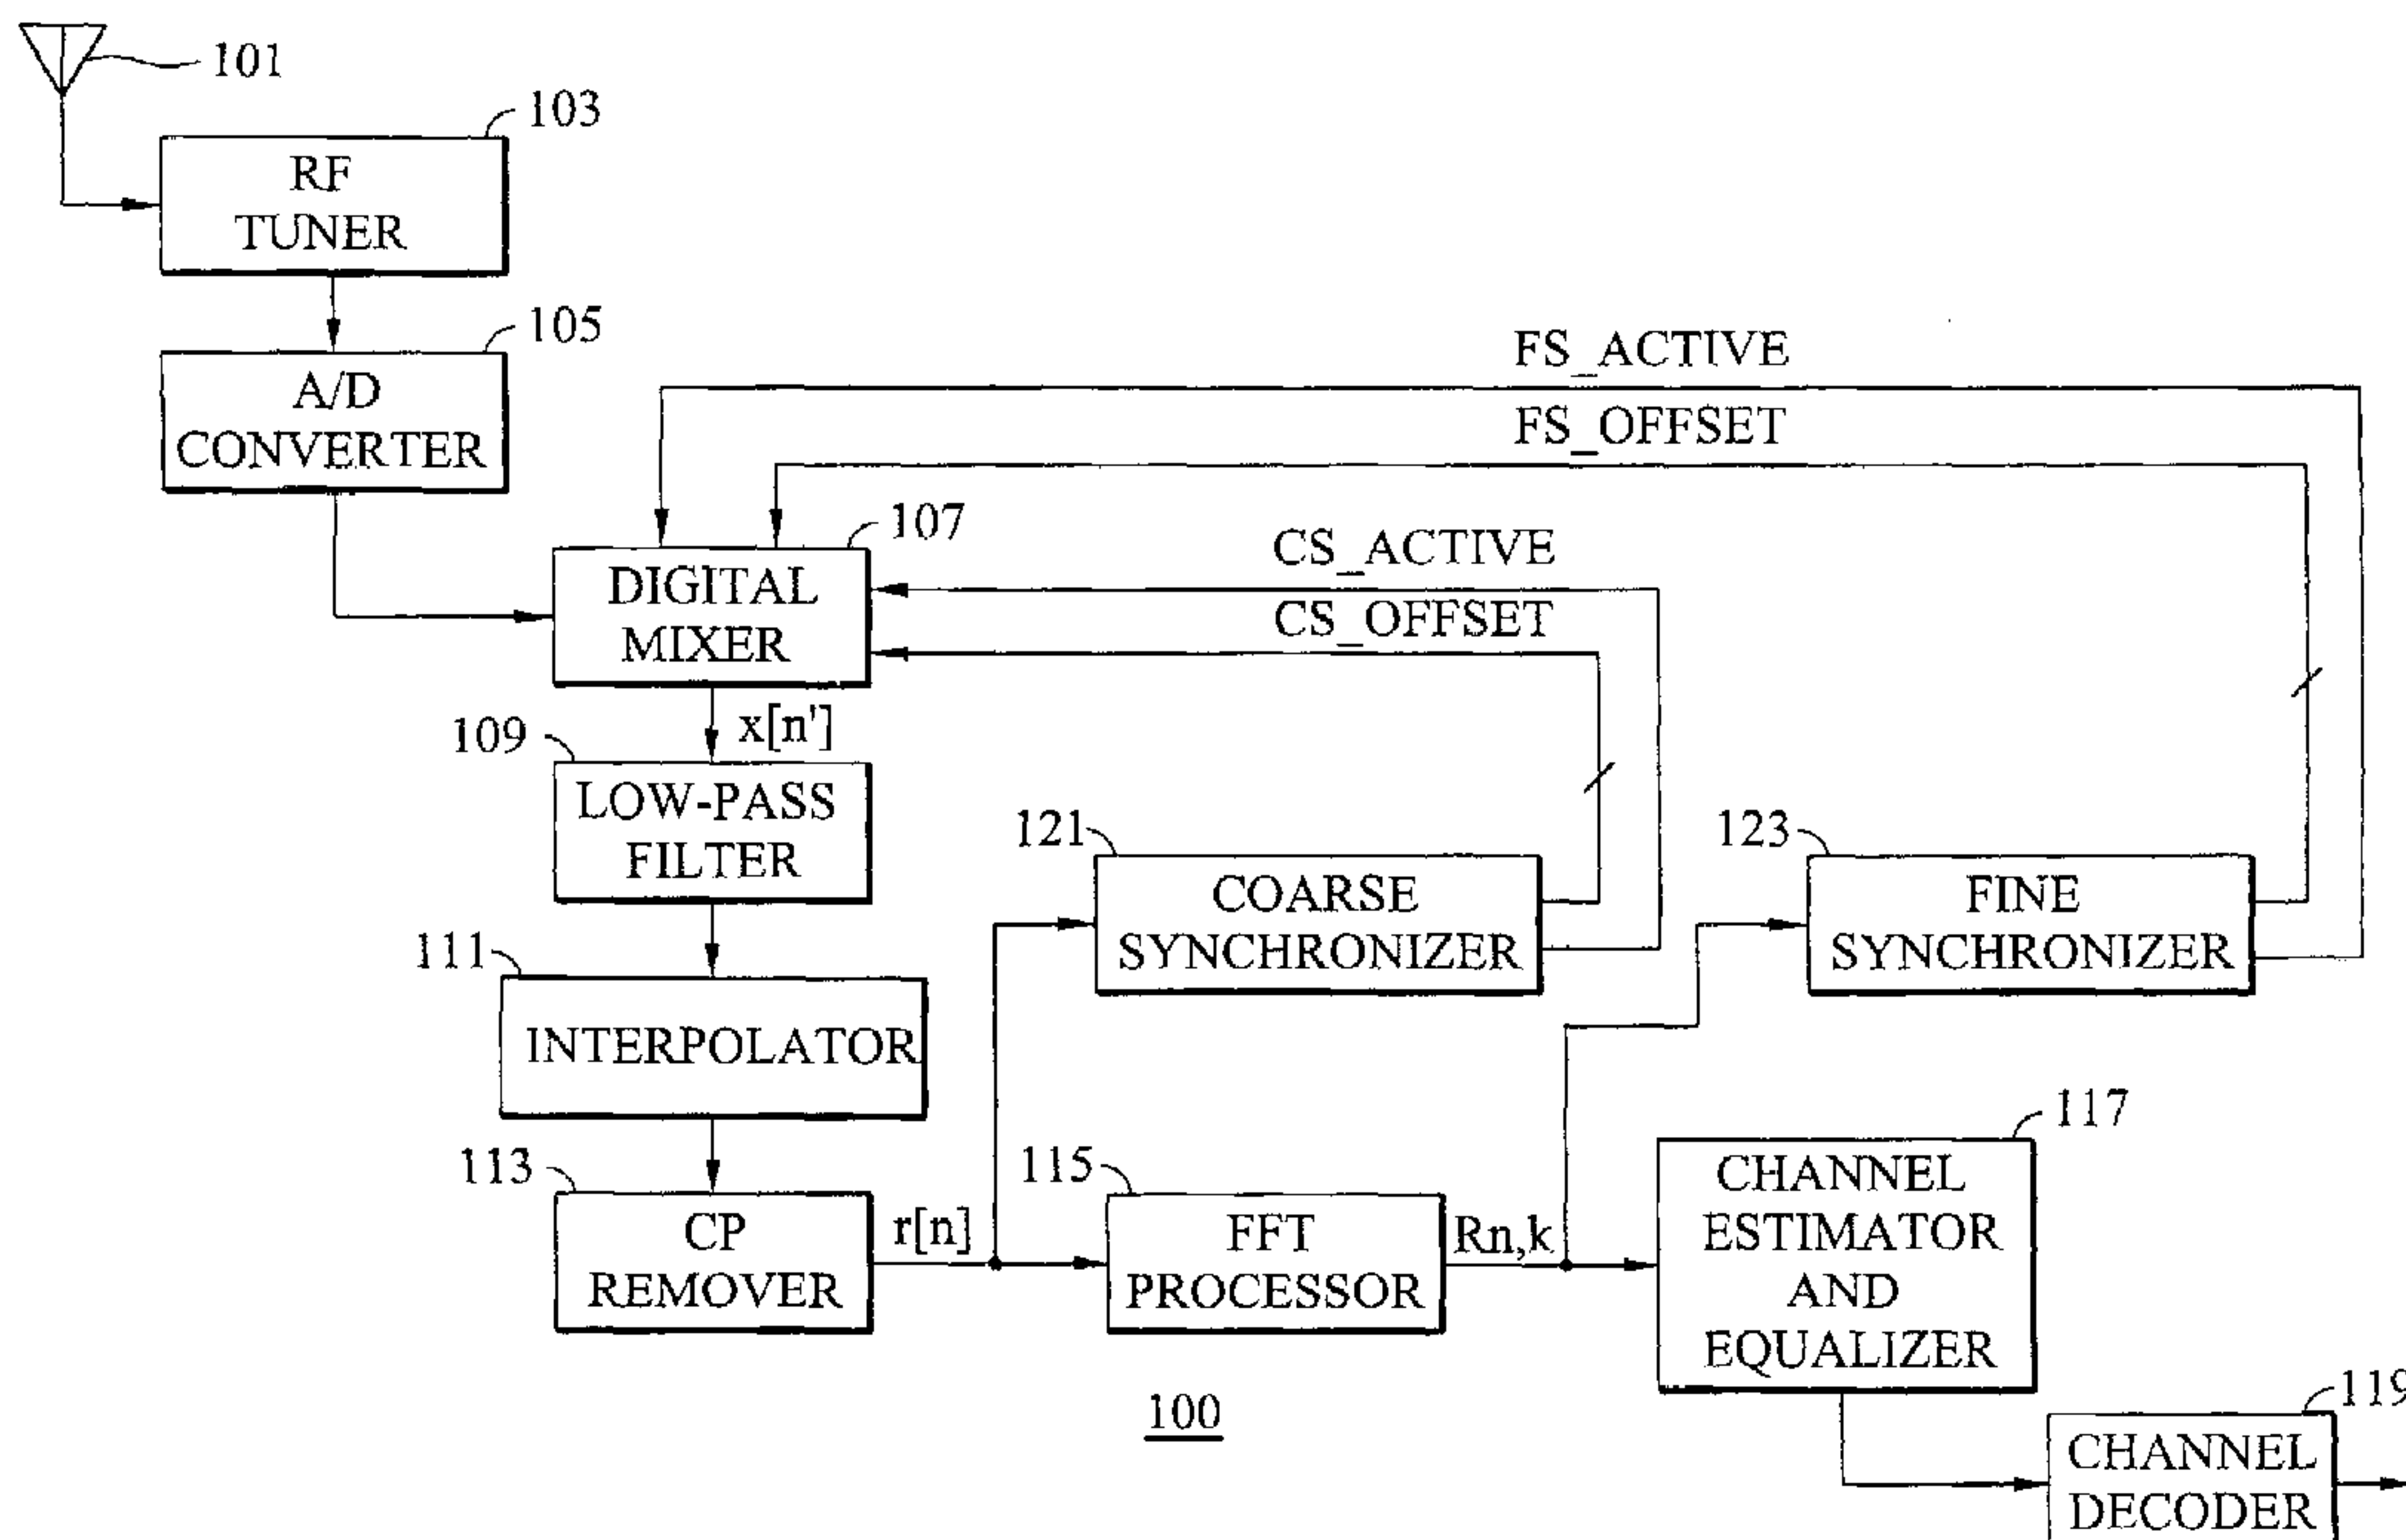 101
103
RF
TUNER
105
A/D
CONVERTER
FS_ACTIVE
FS_OFFSET
107
DIGITAL
MIXER
CS_ACTIVE
CS_OFFSET
x[n']
109
LOW-PASS
FILTER
121
COARSE
SYNCHRONIZER
123
FINE
SYNCHRONIZER
111
INTERPOLATOR
113
CP
REMOVER
r[n]
115
FFT
PROCESSOR
Rn,k
117
CHANNEL
ESTIMATOR
AND
EQUALIZER
100
119
CHANNEL
DECODER